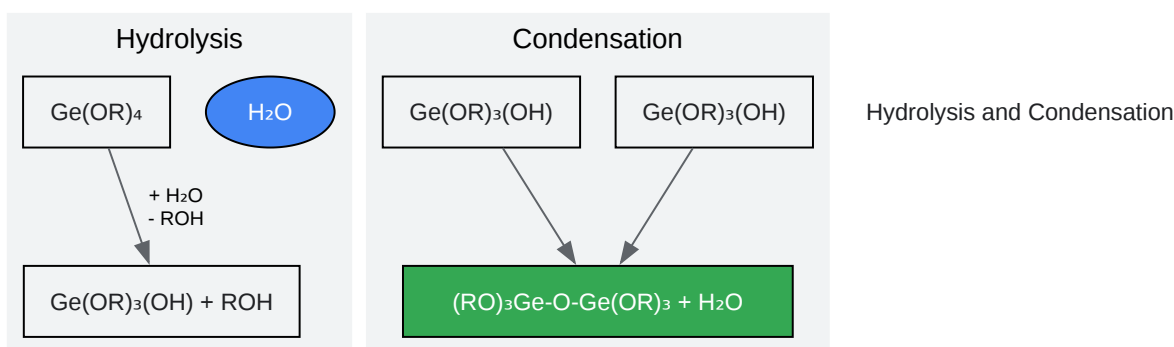 Hydrolysis
Ge(OR)₄
H₂O
+ H₂O
- ROH
Ge(OR)₃(OH) + ROH
Condensation
Ge(OR)₃(OH)
Ge(OR)₃(OH)
(RO)₃Ge-O-Ge(OR)₃ + H₂O
Hydrolysis and Condensation